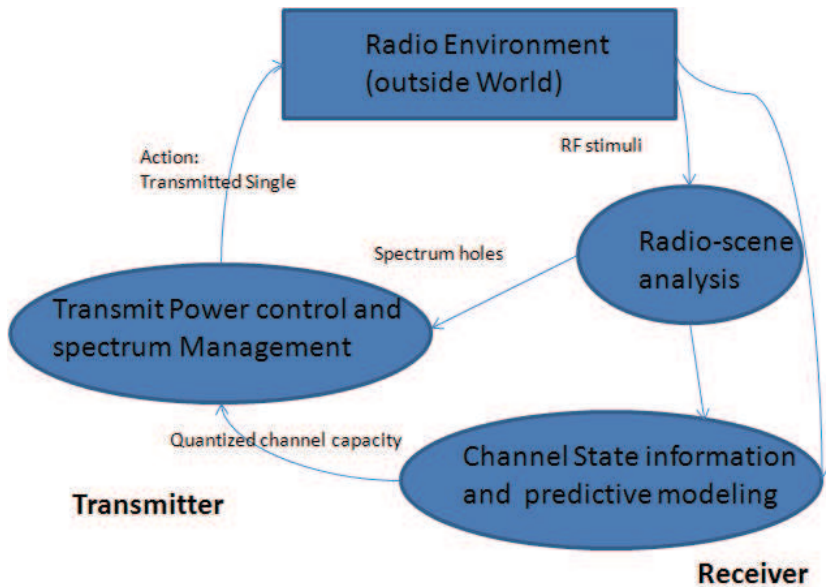 Radio Environment
(outside World)
RF stimuli
Action:
Transmitted Single
Radio-scene
analysis
Spectrum holes
Transmit Power control and
spectrum Management
Quantized channel capacity
Channel State information
and predictive modeling
Transmitter
Receiver